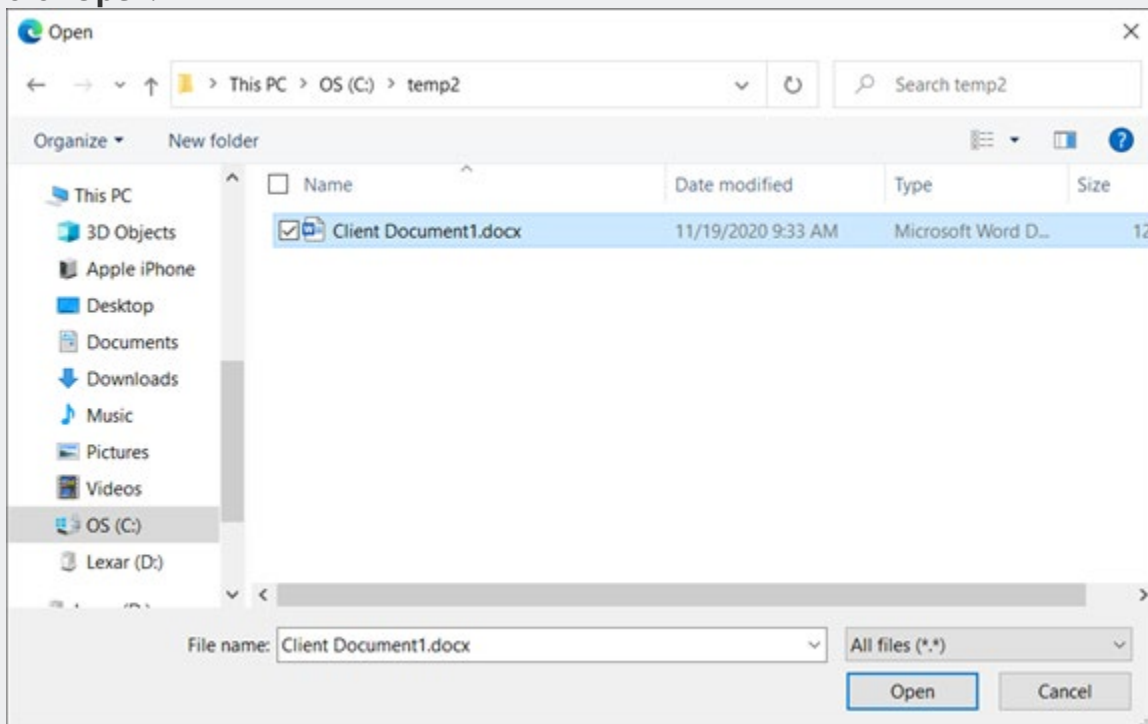 Open
This PC > OS (C:) > temp2
Search temp2
Organize
New folder
Name
Date modified
Type
Size
Client Document1.docx
11/19/2020 9:33 AM
Microsoft Word D...
12
This PC
3D Objects
Apple iPhone
Desktop
Documents
Downloads
Music
Pictures
Videos
OS (C:)
Lexar (D:)
File name: Client Document1.docx
All files (*.*)
Open
Cancel